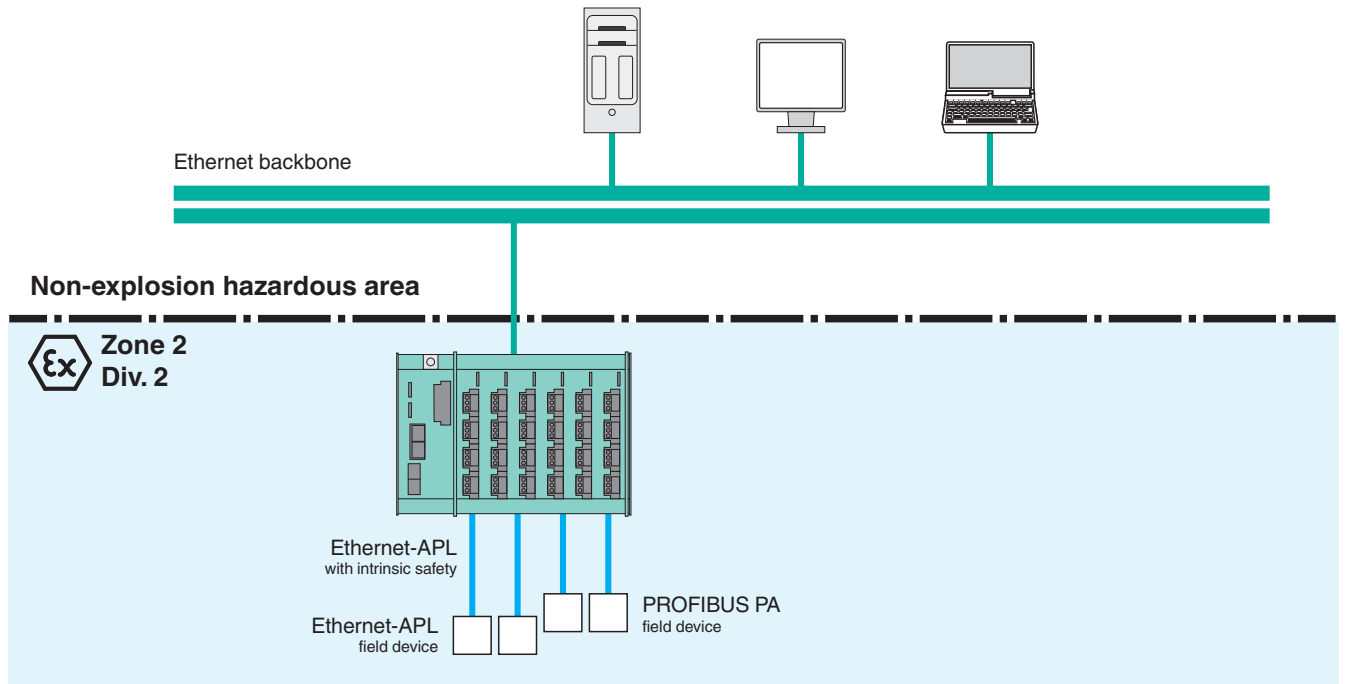 Ethernet backbone
Non-explosion hazardous area
Ex
Zone 2
Div. 2
Ethernet-APL
with intrinsic safety
Ethernet-APL
field device
PROFIBUS PA
field device